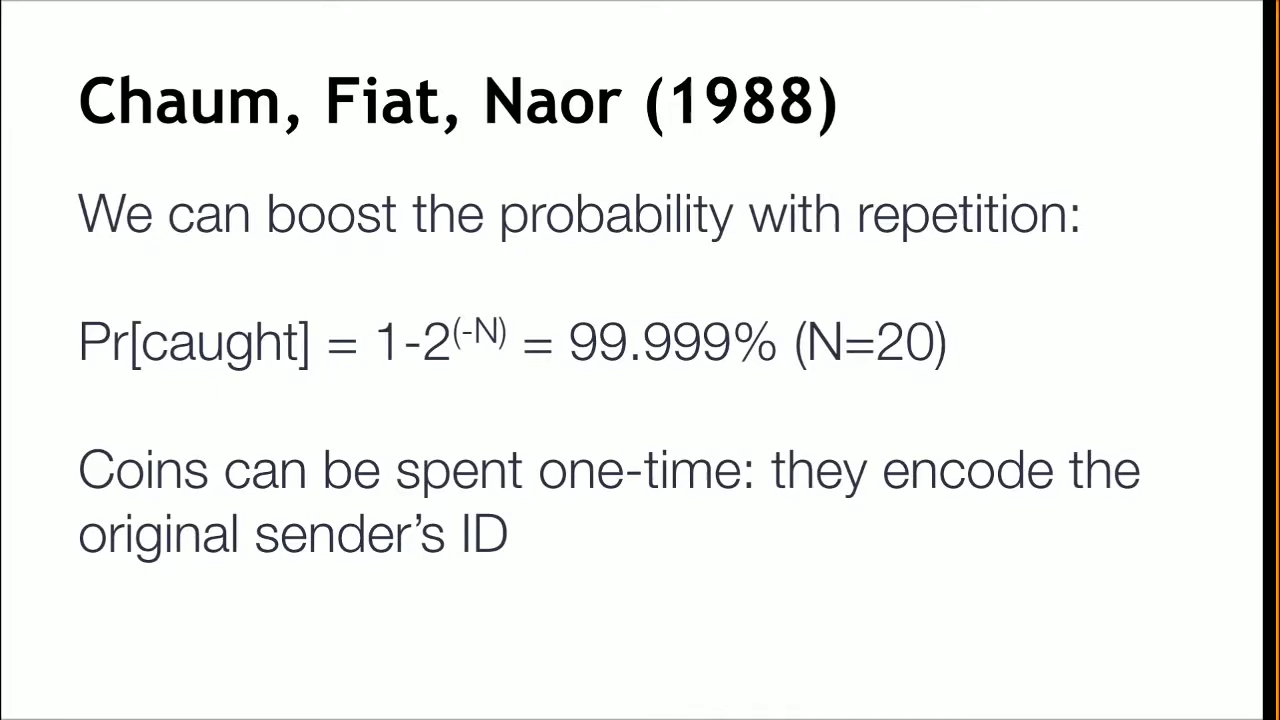 Chaum, Fiat, Naor (1988)
We can boost the probability with repetition:
Pr[caught] = 1-2^(-N) = 99.999% (N=20)
Coins can be spent one-time: they encode the
original sender’s ID